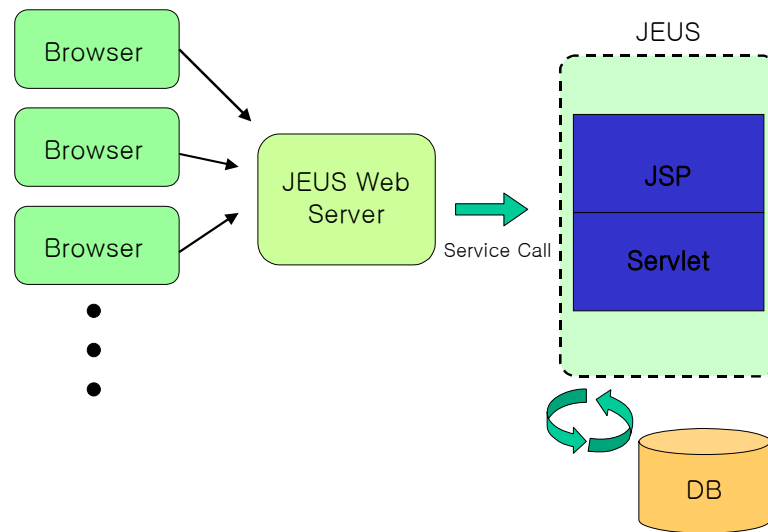 Browser
Browser
Browser
JEUS Web
Server
Service Call
JEUS
JSP
Servlet
DB